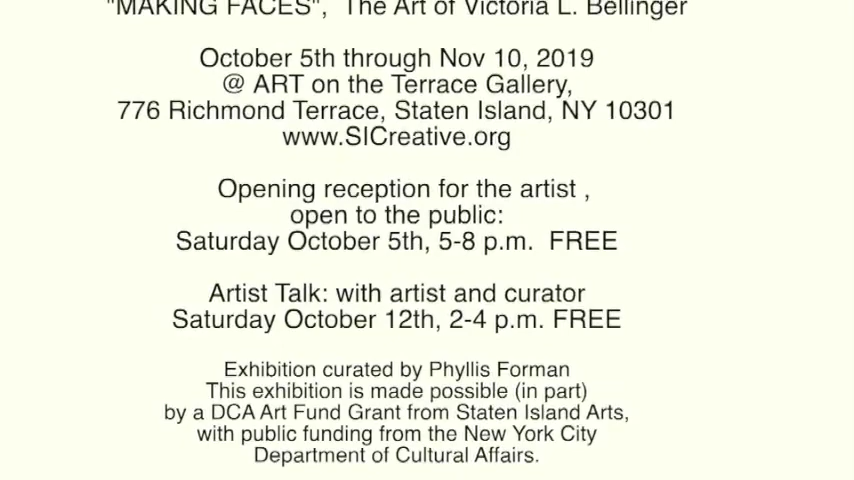 "MAKING FACES", The Art of Victoria L. Bellinger
October 5th through Nov 10, 2019
@ ART on the Terrace Gallery,
776 Richmond Terrace, Staten Island, NY 10301
www.SICreative.org
Opening reception for the artist ,
open to the public:
Saturday October 5th, 5-8 p.m. FREE
Artist Talk: with artist and curator
Saturday October 12th, 2-4 p.m. FREE
Exhibition curated by Phyllis Forman
This exhibition is made possible (in part)
by a DCA Art Fund Grant from Staten Island Arts,
with public funding from the New York City
Department of Cultural Affairs.